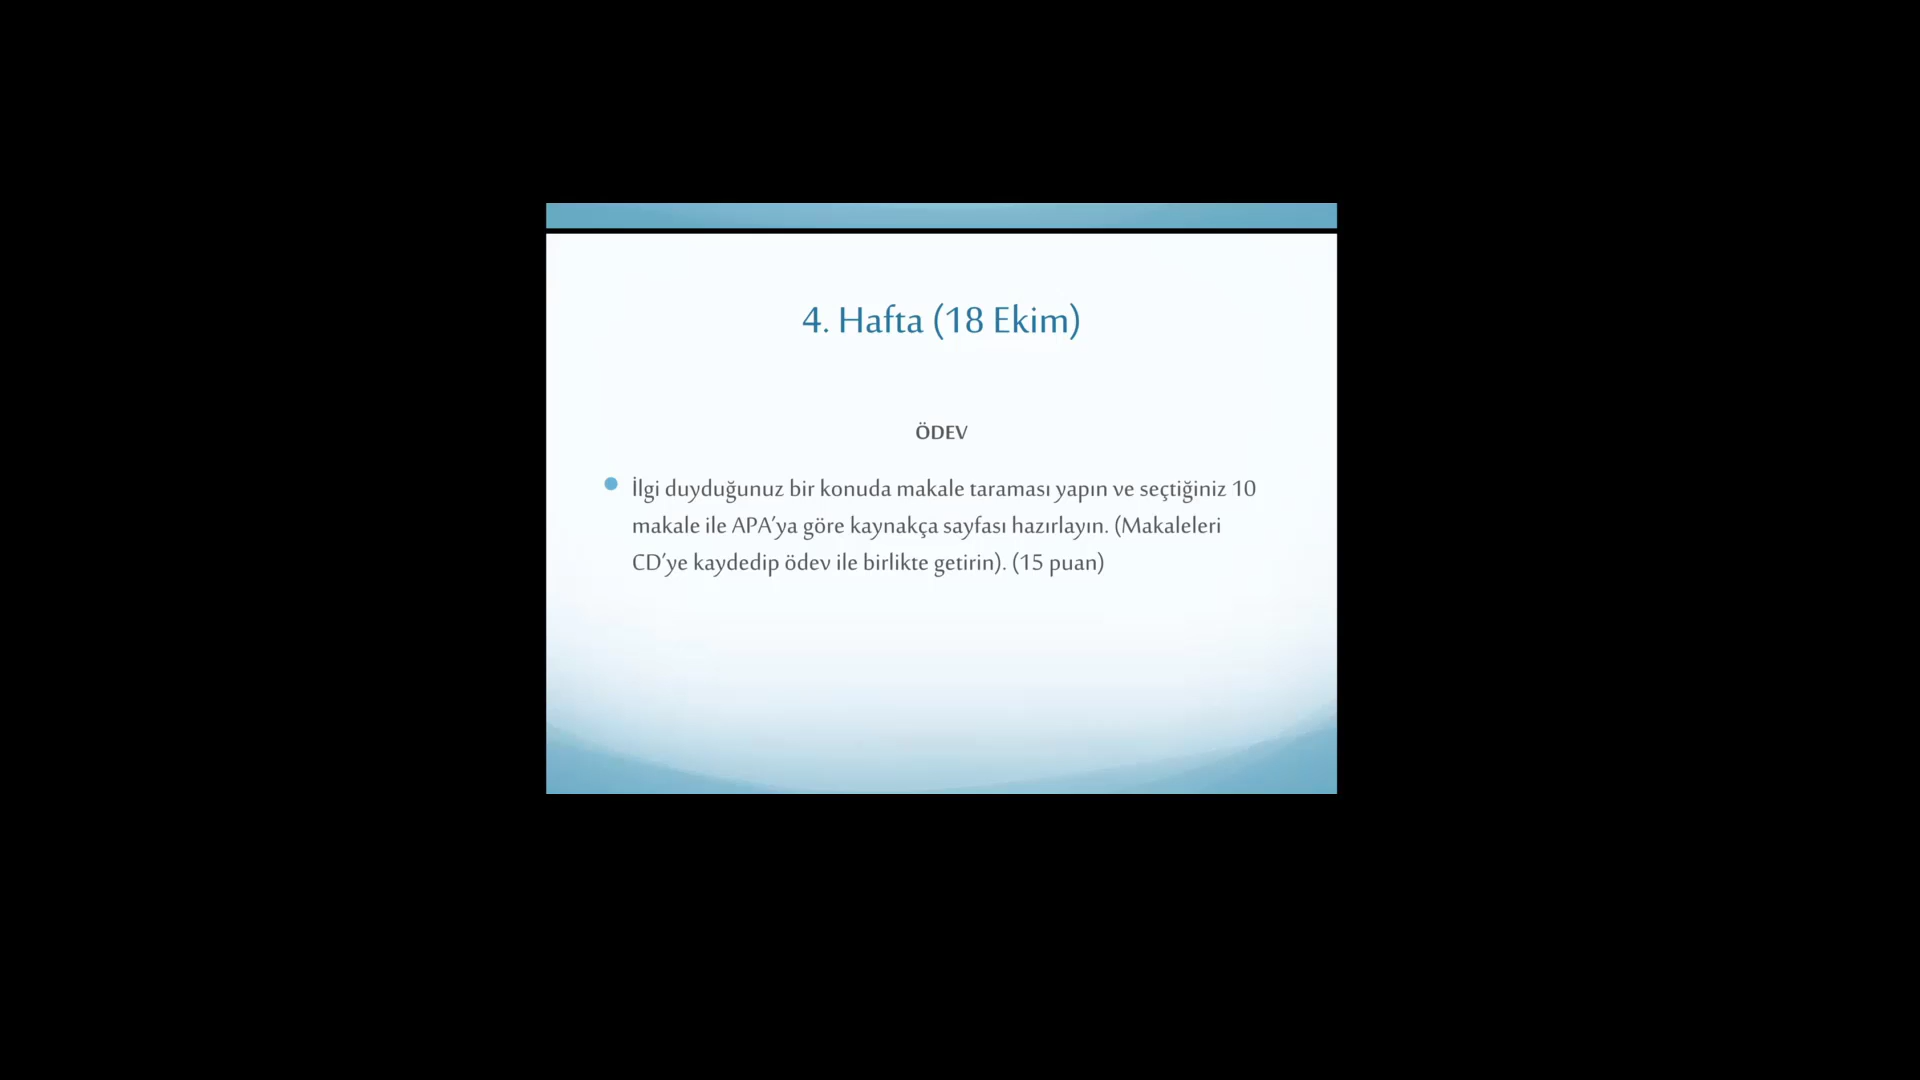 4. Hafta (18 Ekim)
ÖDEV
İlgi duyduğunuz bir konuda makale taraması yapın ve seçtiğiniz 10
makale ile APA’ya göre kaynakça sayfası hazırlayın. (Makaleleri
CD’ye kaydedip ödev ile birlikte getirin). (15 puan)